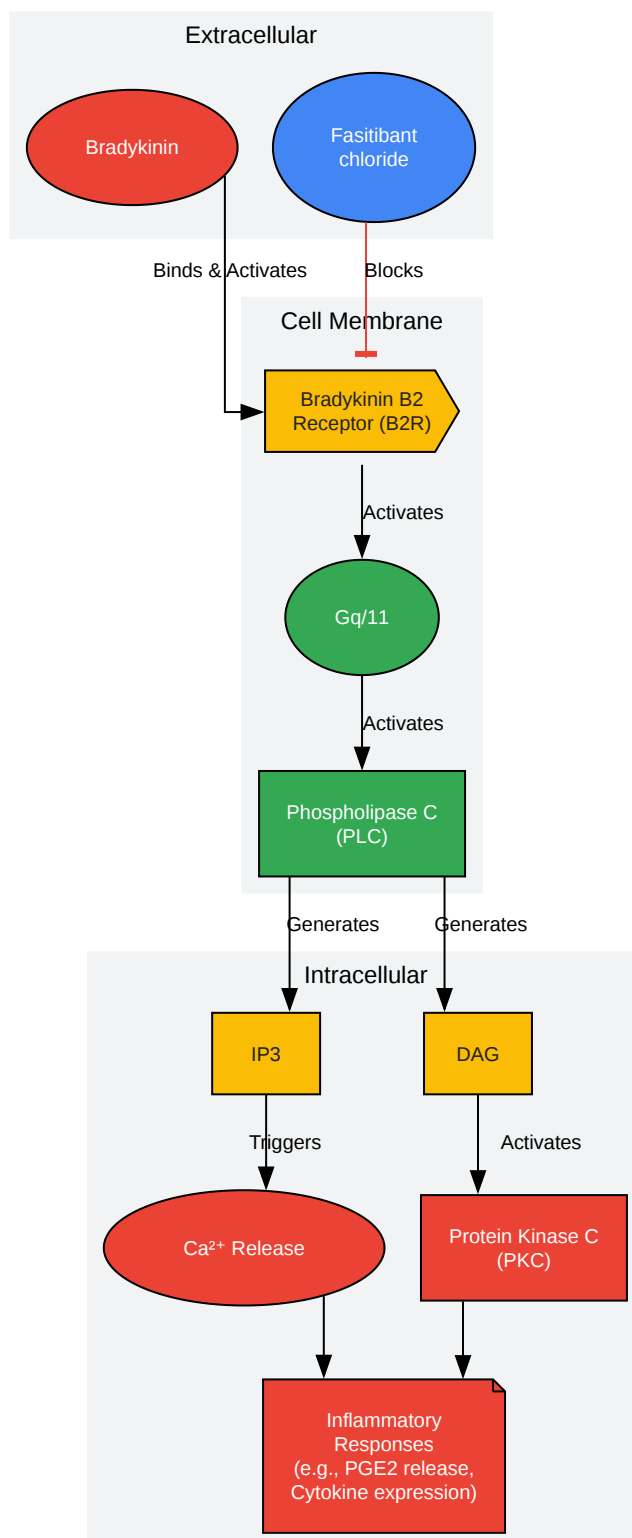 Extracellular
Bradykinin
Fasitibant
chloride
Binds & Activates
Blocks
Cell Membrane
Bradykinin B2
Receptor (B2R)
Activates
Gq/11
Activates
Phospholipase C
(PLC)
Generates
Generates
Intracellular
IP3
DAG
Triggers
Activates
Ca²⁺ Release
Protein Kinase C
(PKC)
Inflammatory
Responses
(e.g., PGE2 release,
Cytokine expression)